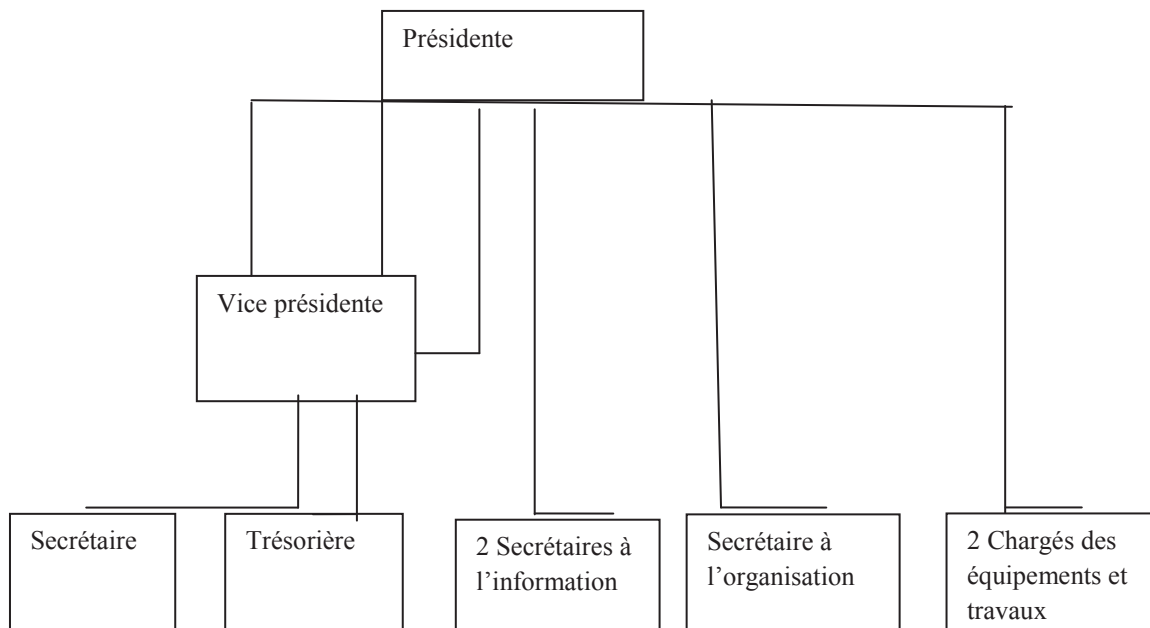 Présidente
Vice présidente
Secrétaire
Trésorière
2 Secrétaires à
l’information
Secrétaire à
l’organisation
2 Chargés des
équipements et
travaux